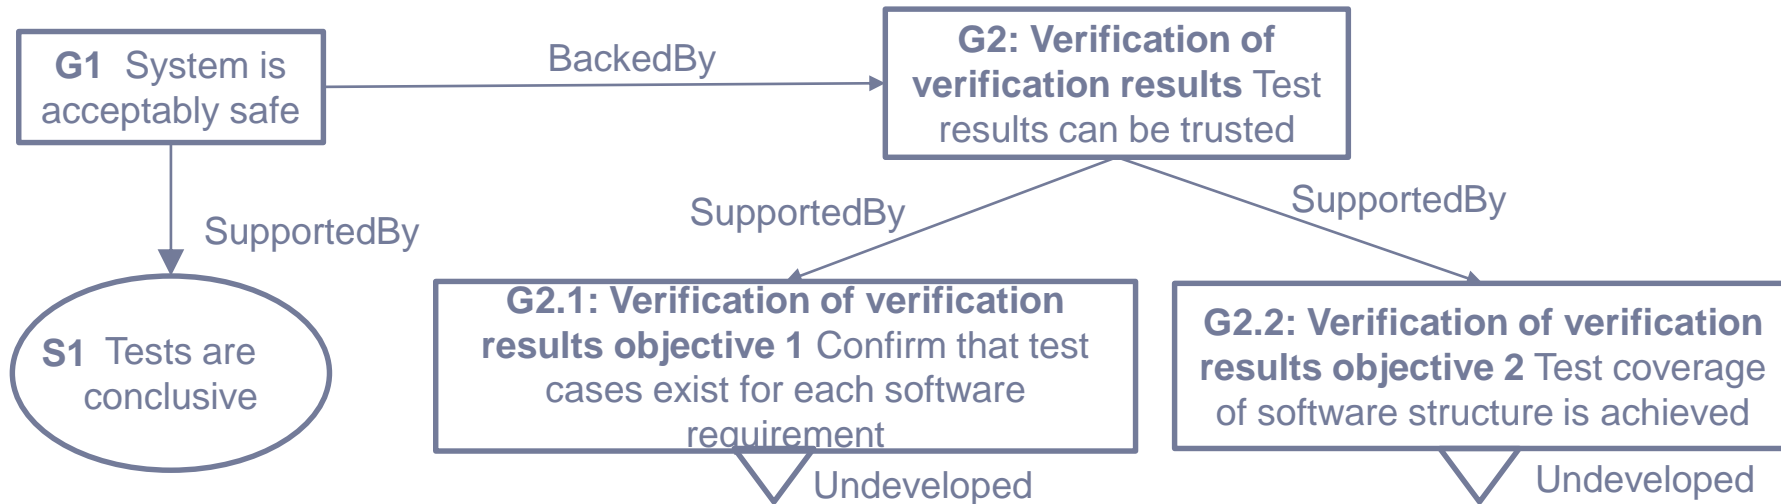 G1 System is
acceptably safe
BackedBy
G2: Verification of
verification results Test
results can be trusted
SupportedBy
SupportedBy
SupportedBy
S1 Tests are
conclusive
G2.1: Verification of verification
results objective 1 Confirm that test
cases exist for each software
requirement
Undeveloped
G2.2: Verification of verification
results objective 2 Test coverage
of software structure is achieved
Undeveloped